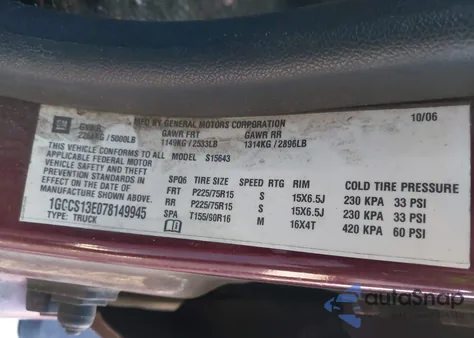 GM MFD BY GENERAL MOTORS CORPORATION 10/06
GVWR GAWR FRT GAWR RR
2268KG / 5000LB 1149KG / 2533LB 1314KG / 2896LB
THIS VEHICLE CONFORMS TO ALL MODEL S15643
APPLICABLE FEDERAL MOTOR
VEHICLE SAFETY AND THEFT
PREVENTION STANDARDS IN EFFECT
ON THE DATE OF MANUFACTURE
SHOWN ABOVE.
1GCCS13E078149945
TYPE: TRUCK
SPQ6 TIRE SIZE SPEED RTG RIM COLD TIRE PRESSURE
FRT P225/75R15 S 15X6.5J 230 KPA 33 PSI
RR P225/75R15 S 15X6.5J 230 KPA 33 PSI
SPA T155/90R16 M 16X4T 420 KPA 60 PSI
autoSnap